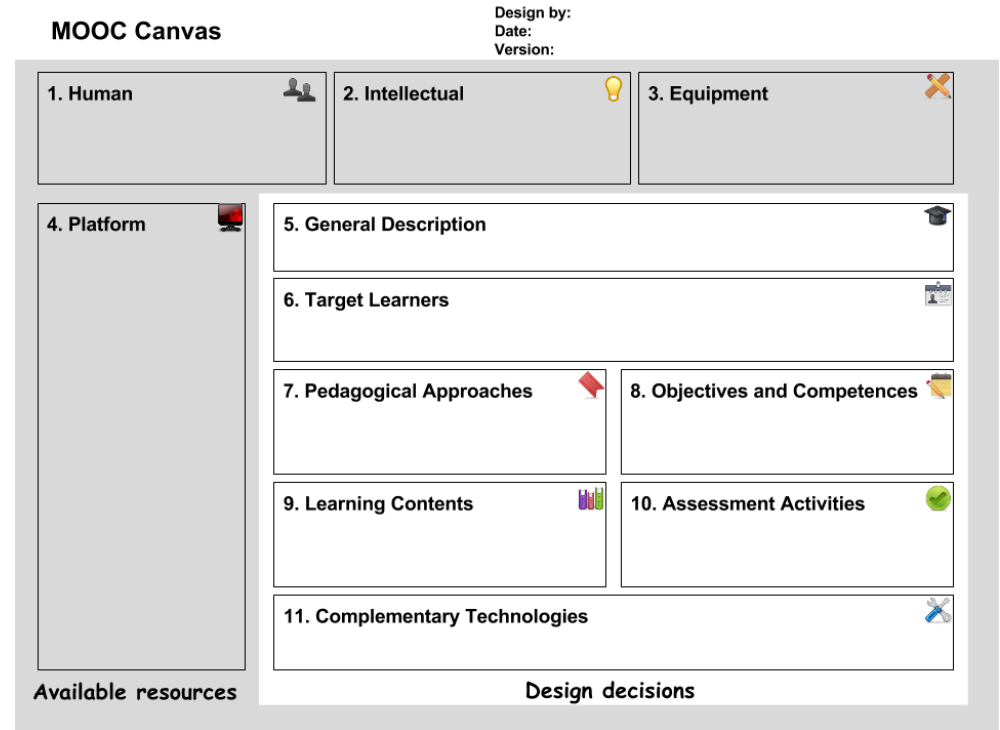 MOOC Canvas
Design by:
Date:
Version:
1. Human
2. Intellectual
3. Equipment
4. Platform
5. General Description
6. Target Learners
7. Pedagogical Approaches
8. Objectives and Competences
9. Learning Contents
10. Assessment Activities
11. Complementary Technologies
Available resources
Design decisions